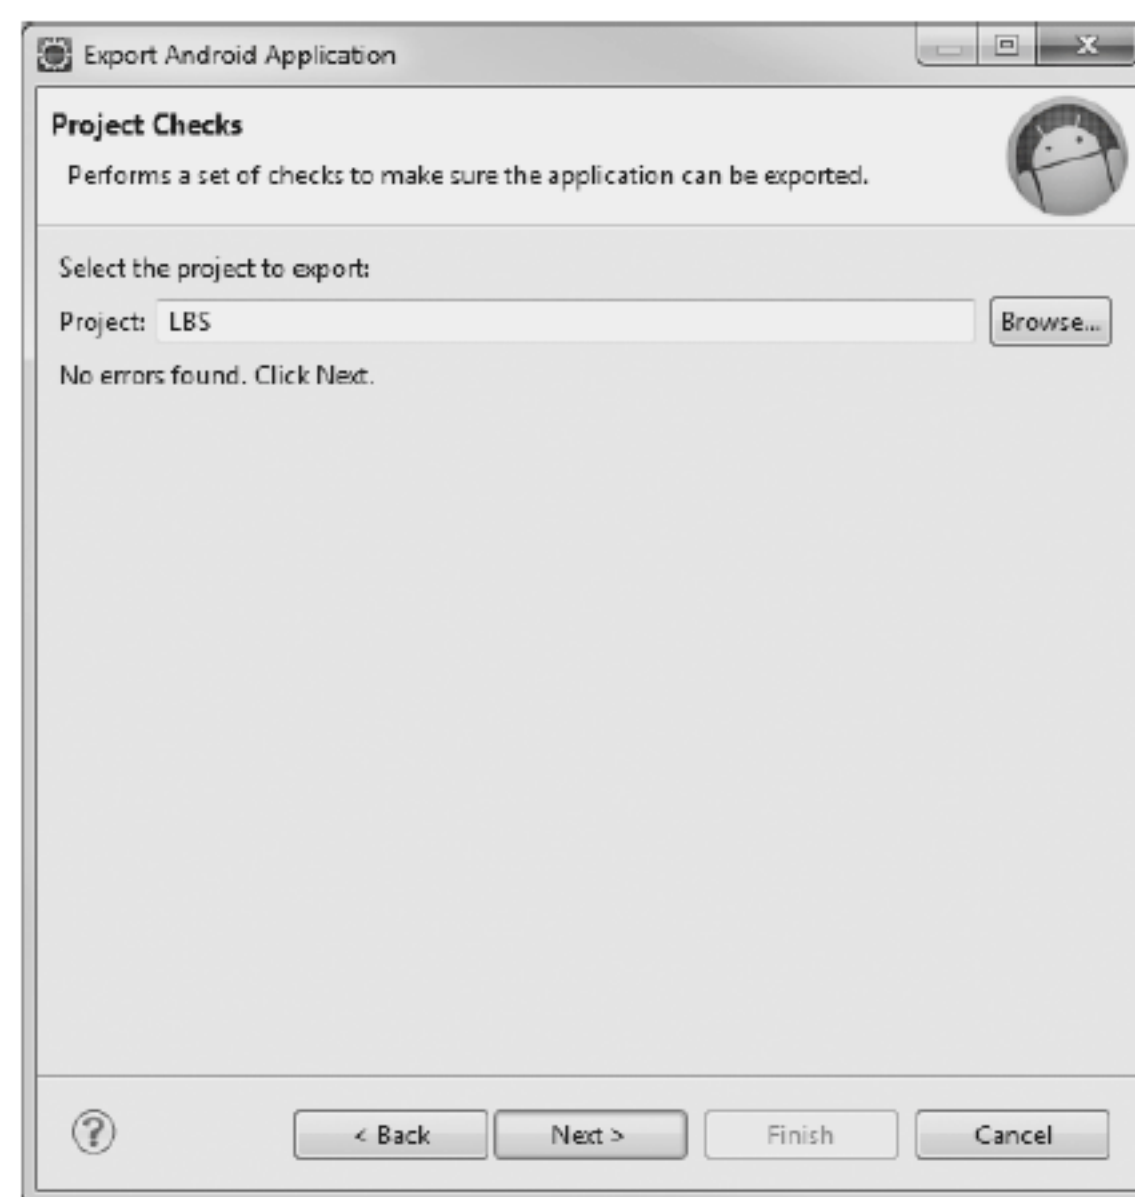 Export Android Application
Project Checks
Performs a set of checks to make sure the application can be exported.
Select the project to export:
Project: LBS Browse...
No errors found. Click Next.
? < Back Next > Finish Cancel